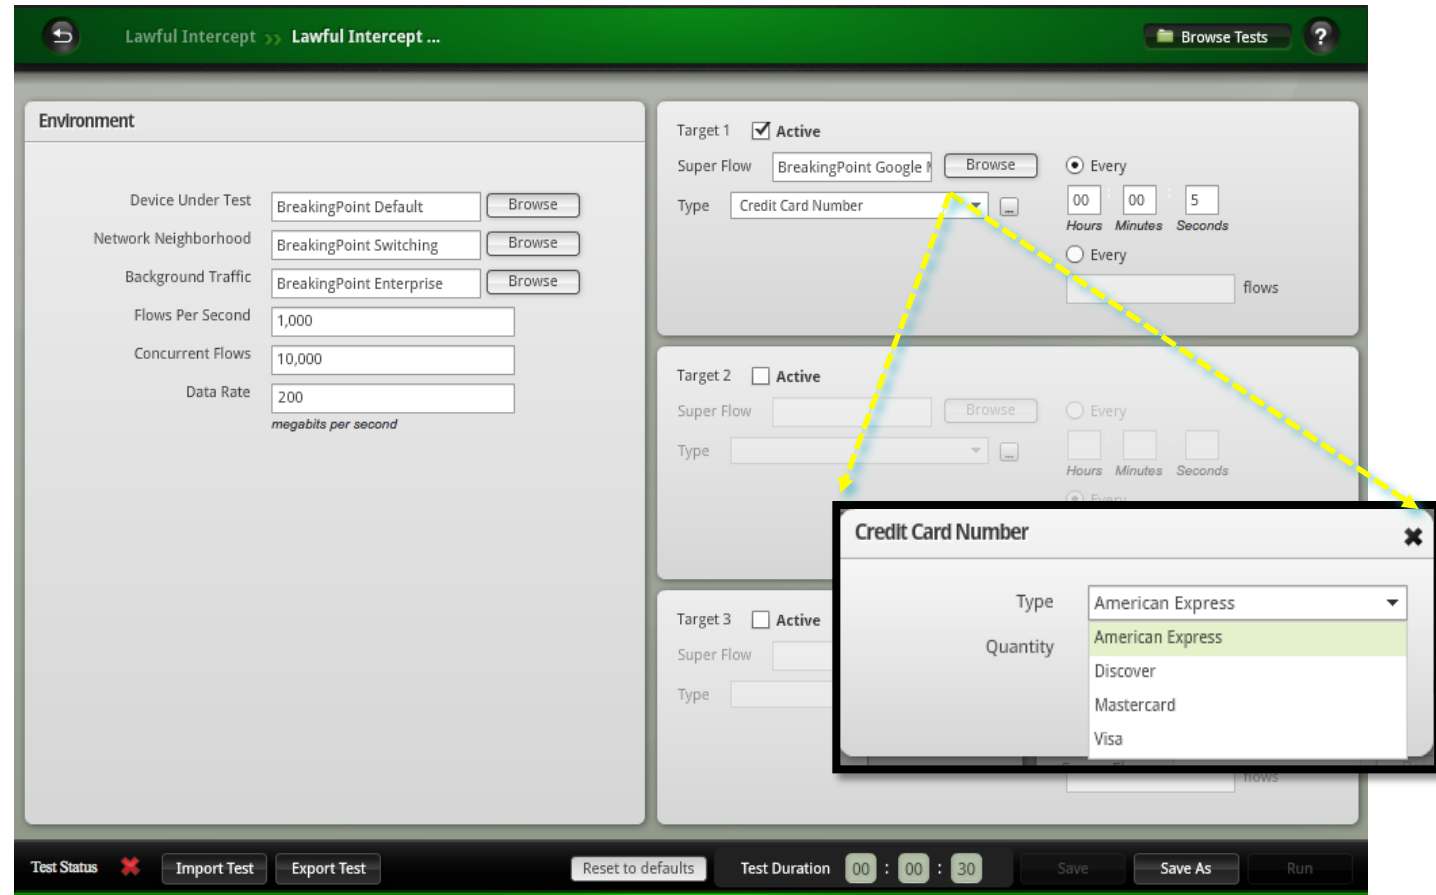 Lawful Intercept >> Lawful Intercept ...
Browse Tests ?
Environment
Device Under Test BreakingPoint Default Browse
Network Neighborhood BreakingPoint Switching Browse
Background Traffic BreakingPoint Enterprise Browse
Flows Per Second 1,000
Concurrent Flows 10,000
Data Rate 200
megabits per second
Target 1 Active
Super Flow BreakingPoint Google Browse Every
Type Credit Card Number ... 00 : 00 : 5
Hours Minutes Seconds
Every
flows
Target 2 Active
Super Flow Browse Every
Type ...
Hours Minutes Seconds
Every
Target 3 Active
Super Flow
Type
flows
Credit Card Number
Type American Express
Quantity
American Express
Discover
Mastercard
Visa
Test Status Import Test Export Test Reset to defaults Test Duration 00 : 00 : 30 Save Save As Run